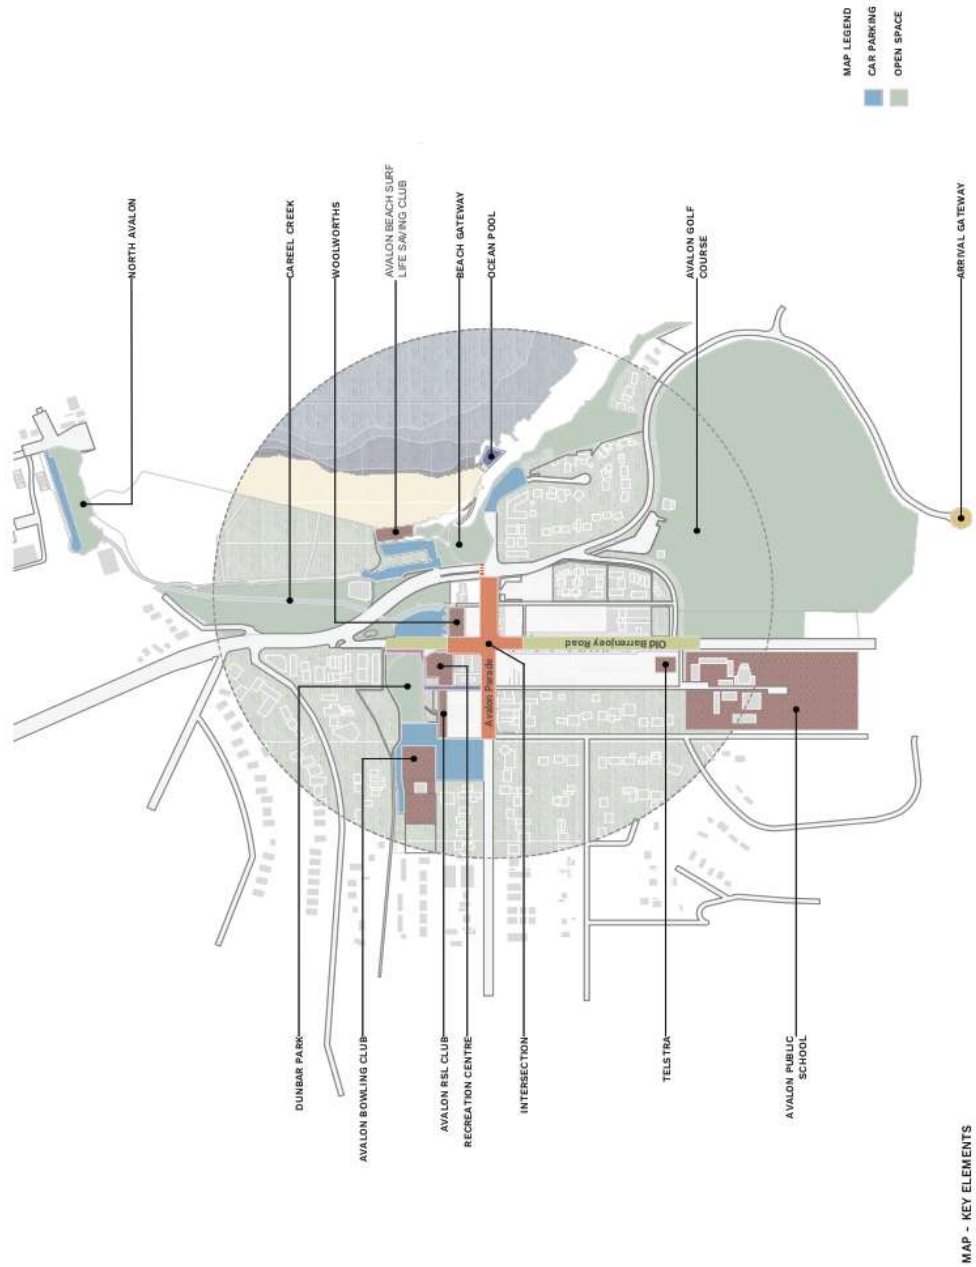 MAP LEGEND
CAR PARKING
OPEN SPACE
NORTH AVALON
CAREEL CREEK
WOOLWORTHS
AVALON BEACH SURF
LIFE SAVING CLUB
BEACH GATEWAY
OCEAN POOL
AVALON GOLF
COURSE
ARRIVAL GATEWAY
Old Barrenjoey Road
Avalon Parade
DUNBAR PARK
AVALON BOWLING CLUB
AVALON RSL CLUB
RECREATION CENTRE
INTERSECTION
TELSTRA
AVALON PUBLIC
SCHOOL
MAP - KEY ELEMENTS